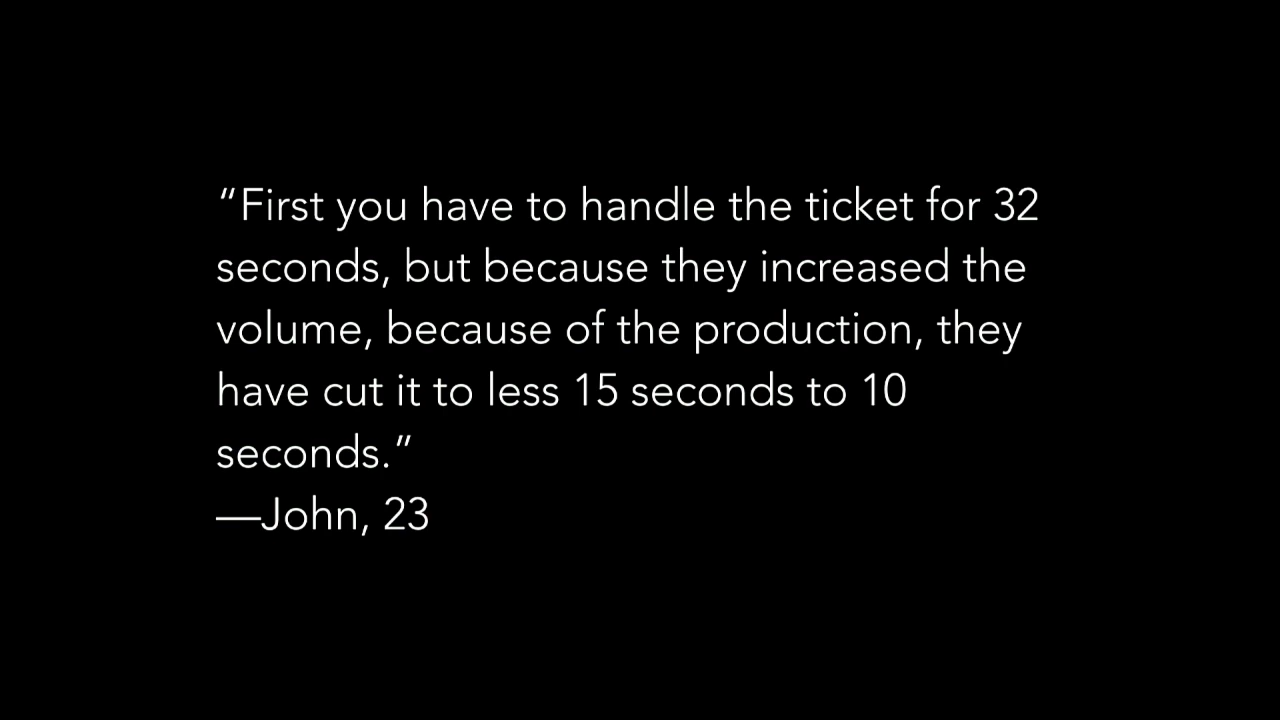 “First you have to handle the ticket for 32
seconds, but because they increased the
volume, because of the production, they
have cut it to less 15 seconds to 10
seconds.”
—John, 23